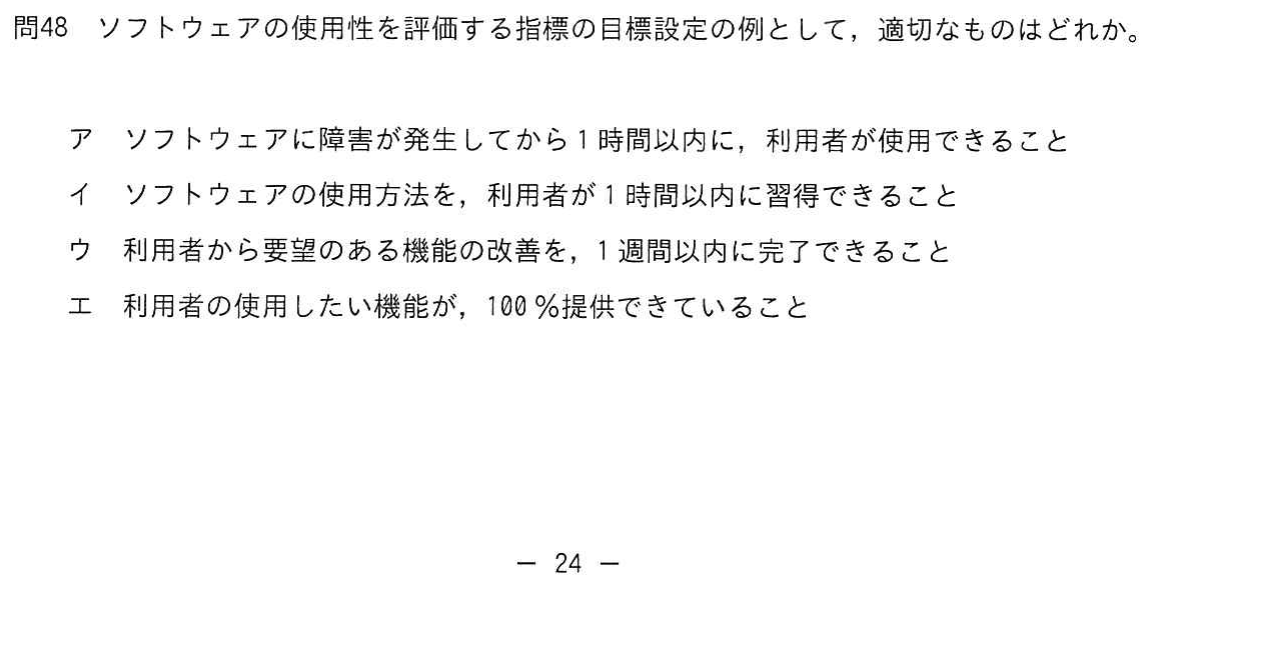 問48 ソフトウェアの使用性を評価する指標の目標設定の例として，適切なものはどれか。
ア ソフトウェアに障害が発生してから1時間以内に，利用者が使用できること
イ ソフトウェアの使用方法を，利用者が1時間以内に習得できること
ウ 利用者から要望のある機能の改善を，1週間以内に完了できること
エ 利用者の使用したい機能が，100％提供できていること
― 24 ―